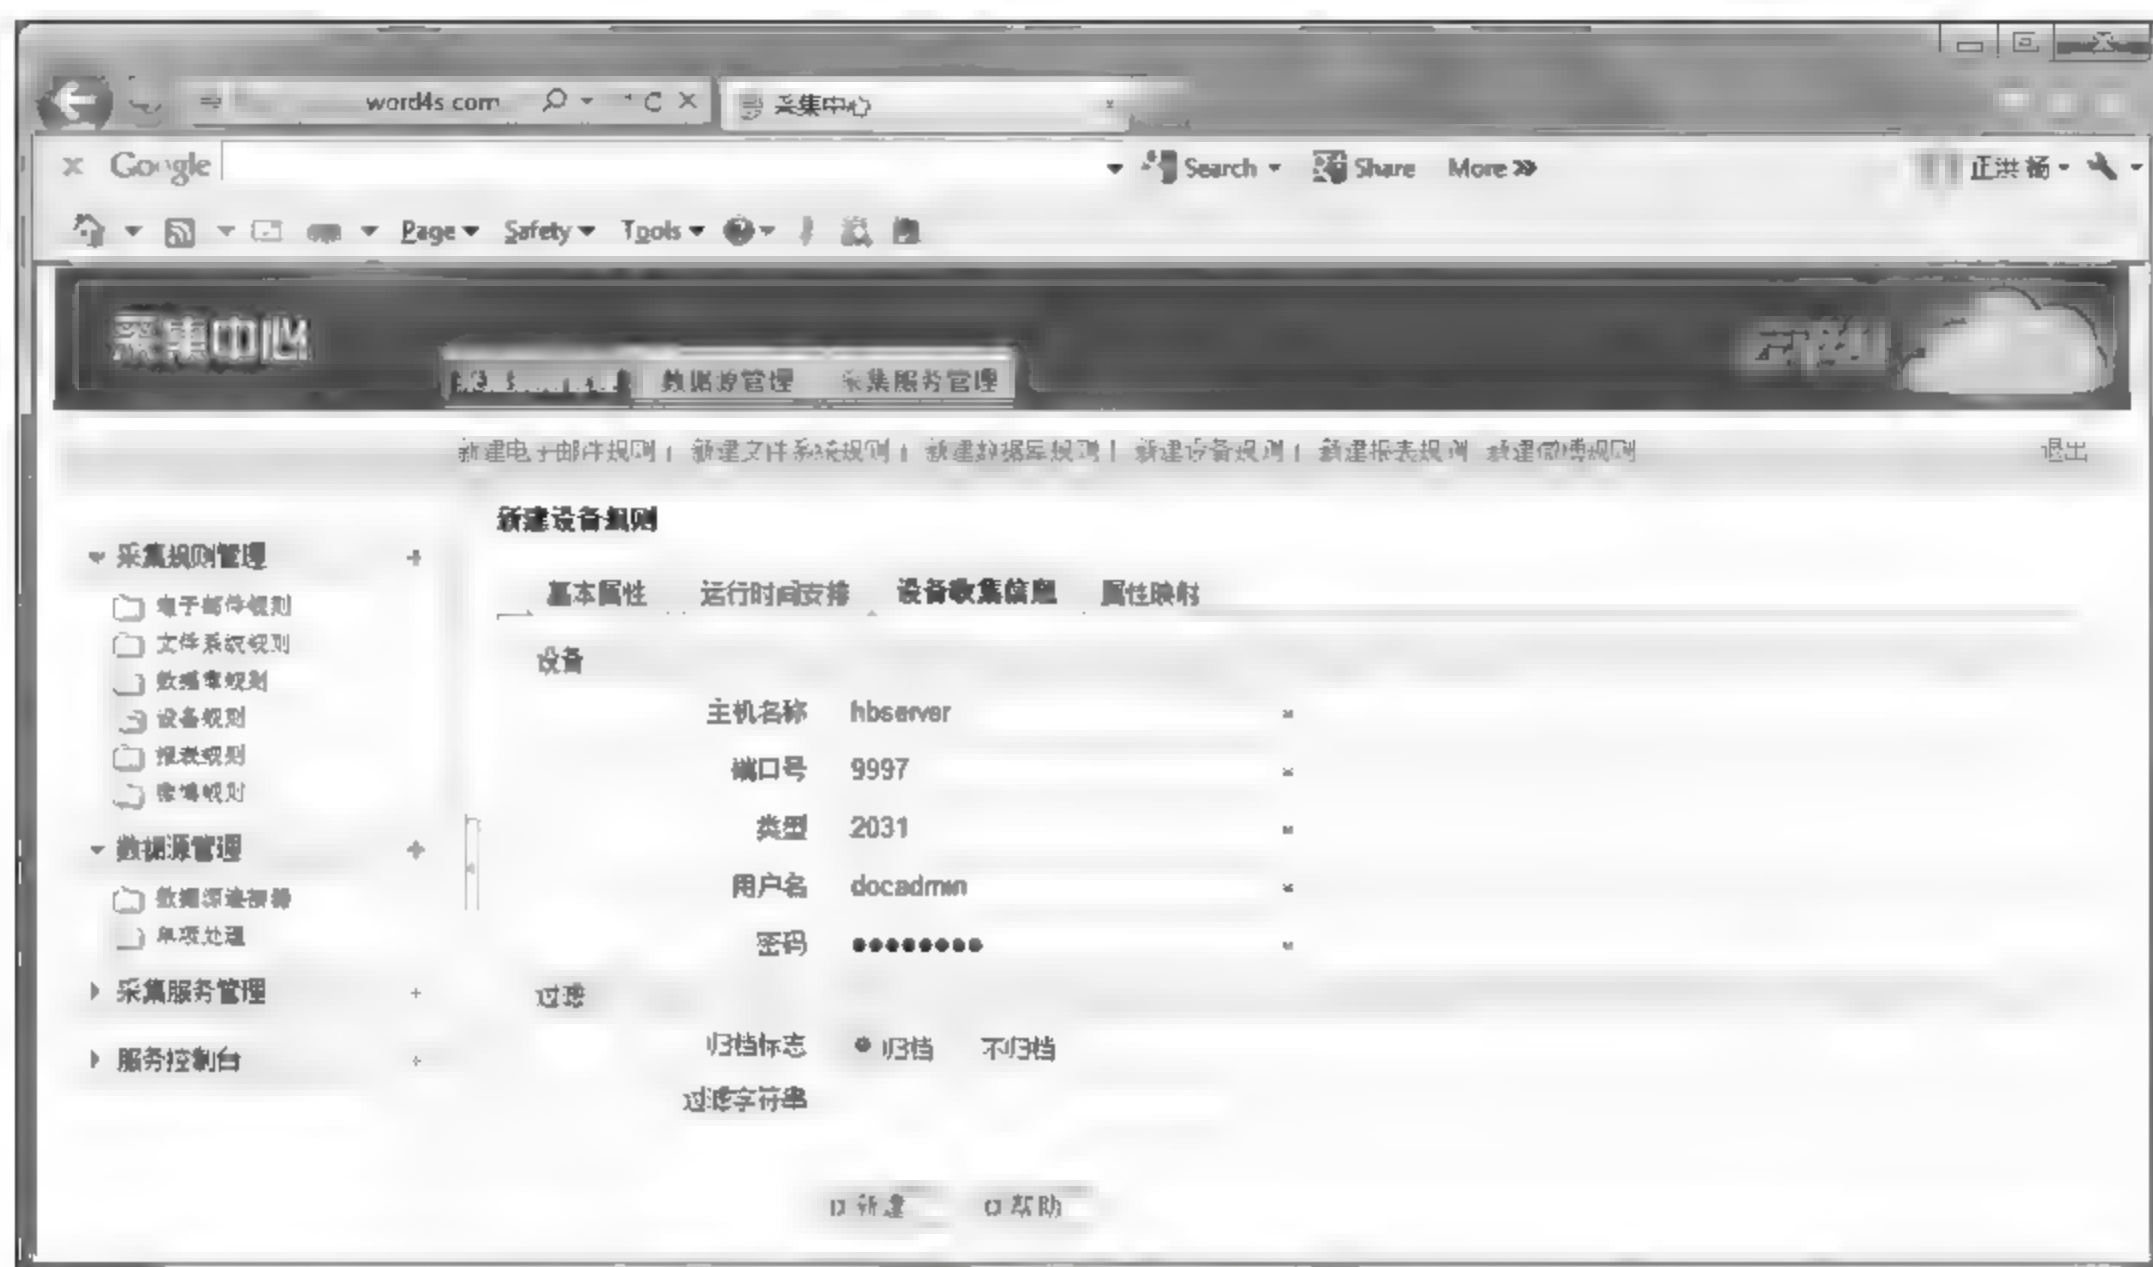 word4s com 采集中心
Google Search Share More » 正洪 杨
Page Safety Tools
采集中心
数据源管理 采集服务管理
新建电子邮件规则 | 新建文件系统规则 | 新建数据库规则 | 新建设备规则 | 新建报表规则 新建微博规则 退出
新建设备规则
采集规则管理 +
电子邮件规则
文件系统规则
数据库规则
设备规则
报表规则
微博规则
数据源管理 +
数据源连接器
单项处理
采集服务管理 +
服务控制台 +
基本属性 运行时间安排 设备收集信息 属性映射
设备
主机名称 hbserver
端口号 9997
类型 2031
用户名 docadmin
密码 ●●●●●●●●
过滤
归档标志 归档 不归档
过滤字符串
新建 帮助